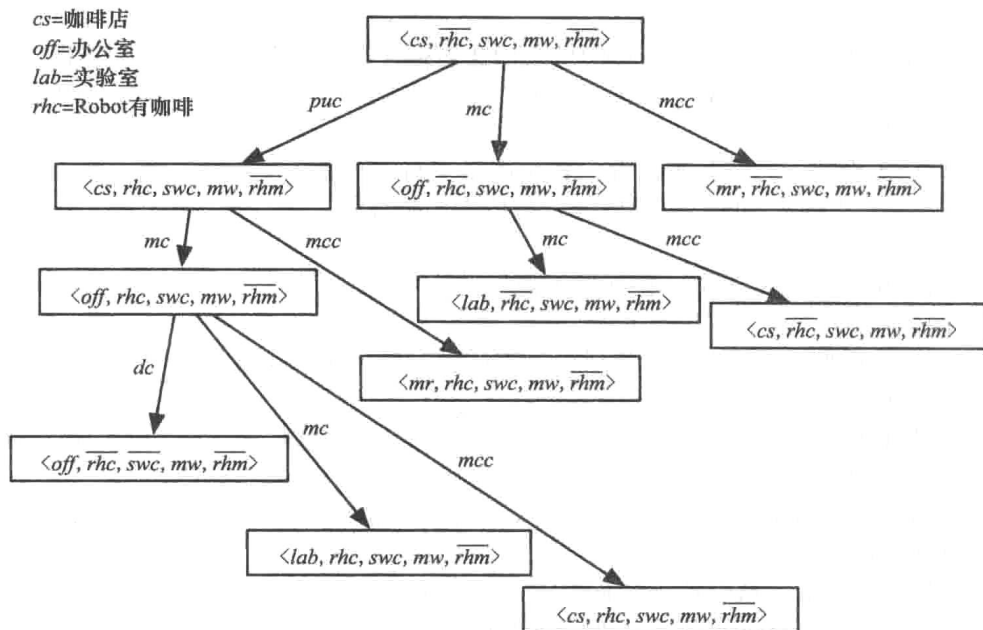 cs=咖啡店
off=办公室
lab=实验室
rhc=Robot有咖啡
<cs, r̅h̅c̅, swc, mw, r̅h̅m̅>
puc
mc
mcc
<cs, rhc, swc, mw, r̅h̅m̅>
<off, r̅h̅c̅, swc, mw, r̅h̅m̅>
<mr, r̅h̅c̅, swc, mw, r̅h̅m̅>
mc
mcc
mc
mcc
<off, rhc, swc, mw, r̅h̅m̅>
<lab, r̅h̅c̅, swc, mw, r̅h̅m̅>
<cs, r̅h̅c̅, swc, mw, r̅h̅m̅>
dc
<mr, rhc, swc, mw, r̅h̅m̅>
mc
mcc
<off, r̅h̅c̅, s̅w̅c̅, mw, r̅h̅m̅>
<lab, rhc, swc, mw, r̅h̅m̅>
<cs, rhc, swc, mw, r̅h̅m̅>